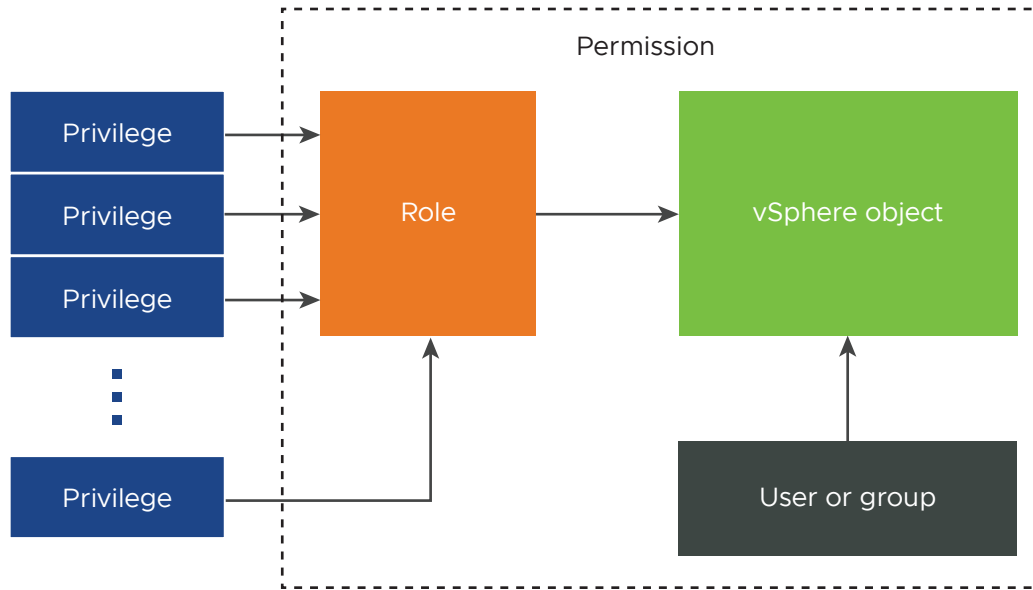 Permission
Privilege
Privilege
Privilege
Role
vSphere object
Privilege
User or group